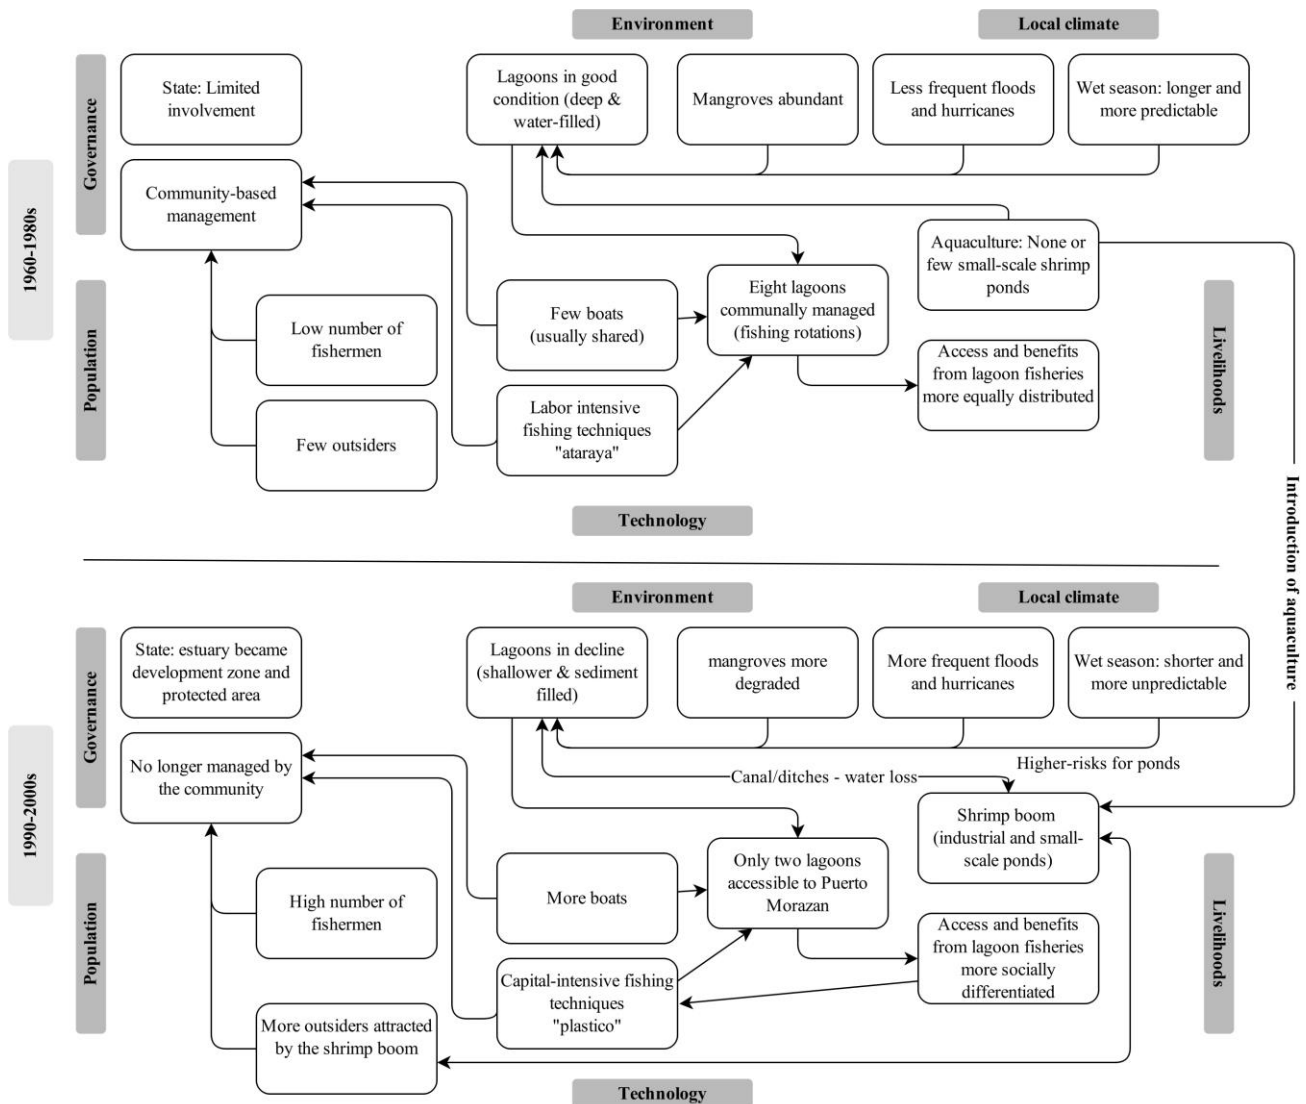 Environment
Local climate
1960-1980s
Governance
State: Limited
involvement
Lagoons in good
condition (deep &
water-filled)
Mangroves abundant
Less frequent floods
and hurricanes
Wet season: longer and
more predictable
Community-based
management
Aquaculture: None or
few small-scale shrimp
ponds
Population
Low number of
fishermen
Few boats
(usually shared)
Eight lagoons
communally managed
(fishing rotations)
Access and benefits
from lagoon fisheries
more equally distributed
Livelihoods
Few outsiders
Labor intensive
fishing techniques
"ataraya"
Technology
Introduction of aquaculture
Environment
Local climate
1990-2000s
Governance
State: estuary became
development zone and
protected area
Lagoons in decline
(shallower & sediment
filled)
mangroves more
degraded
More frequent floods
and hurricanes
Wet season: shorter and
more unpredictable
No longer managed by
the community
Canal/ditches - water loss
Higher-risks for ponds
Shrimp boom
(industrial and small-
scale ponds)
Population
High number of
fishermen
More boats
Only two lagoons
accessible to Puerto
Morazan
Access and benefits
from lagoon fisheries
more socially
differentiated
Livelihoods
More outsiders attracted
by the shrimp boom
Capital-intensive fishing
techniques
"plastico"
Technology